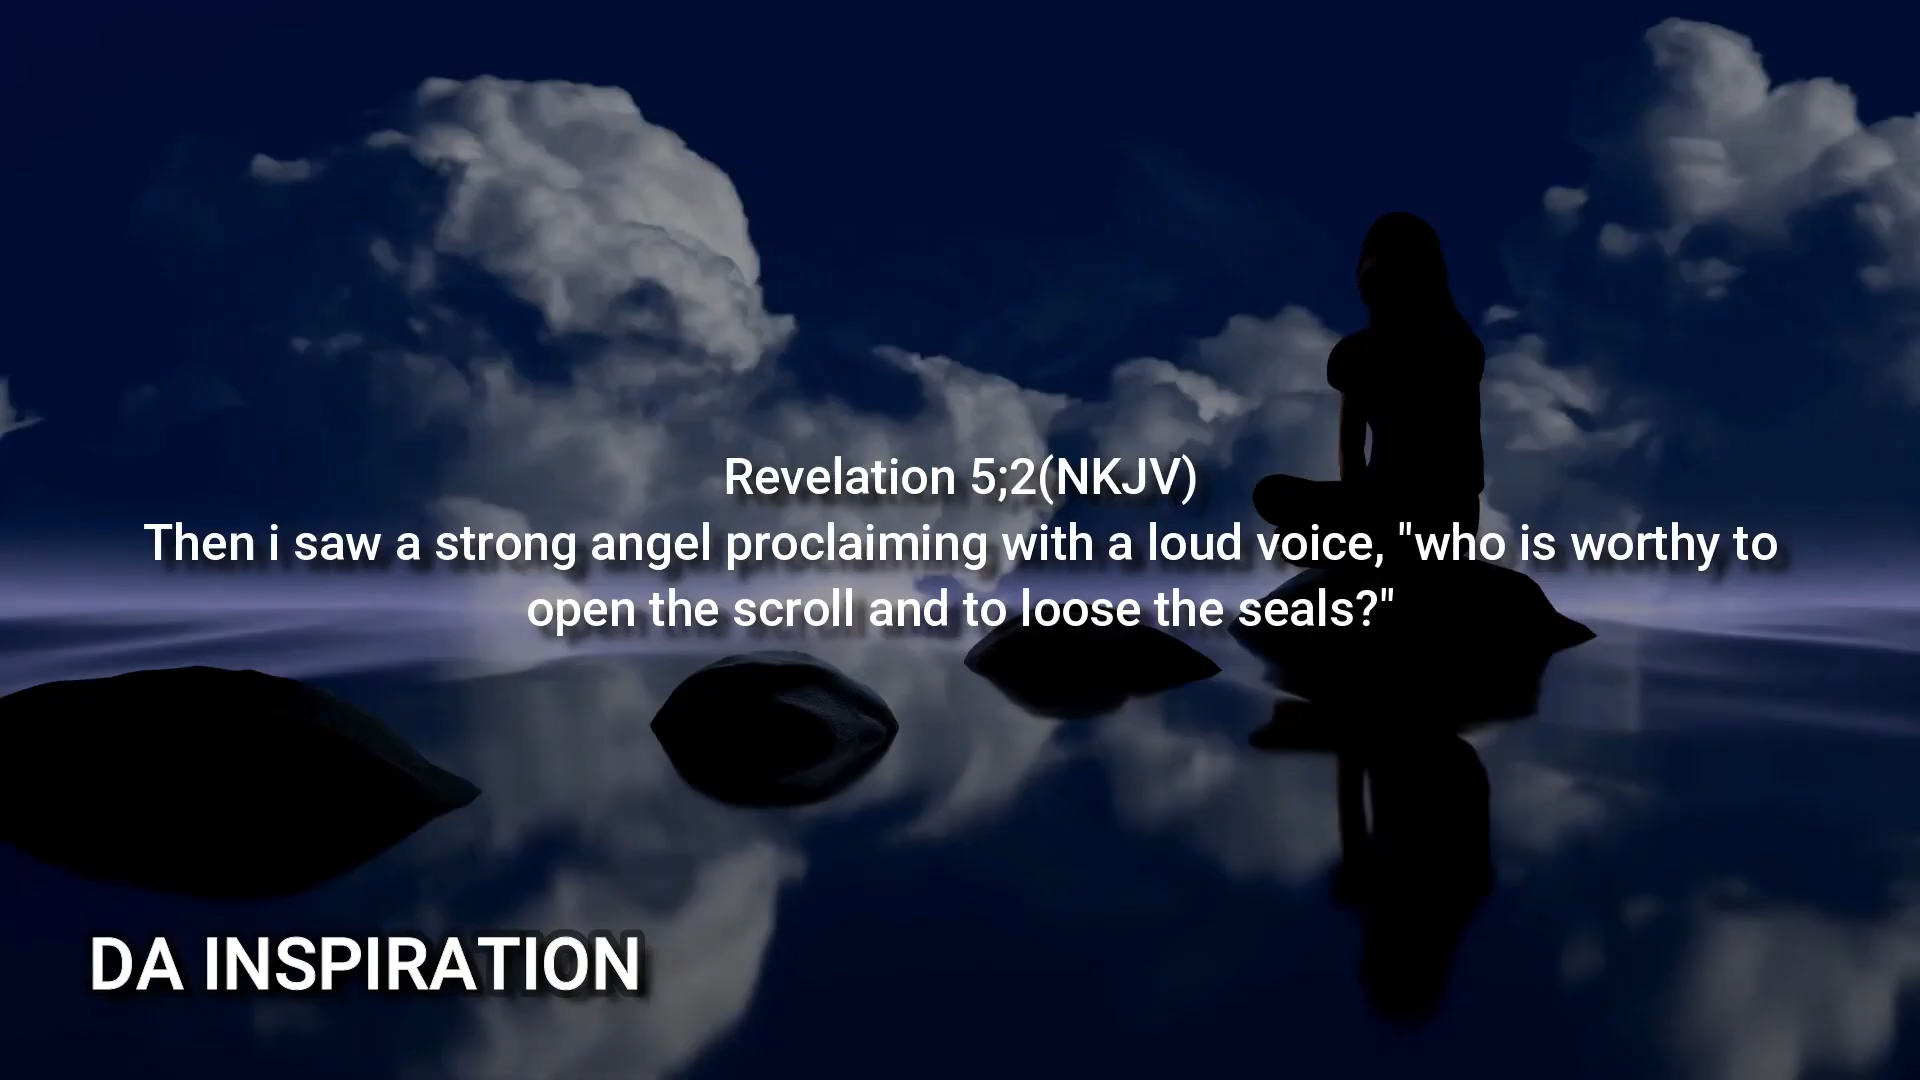 Revelation 5;2(NKJV)
Then i saw a strong angel proclaiming with a loud voice, "who is worthy to
open the scroll and to loose the seals?"
DA INSPIRATION